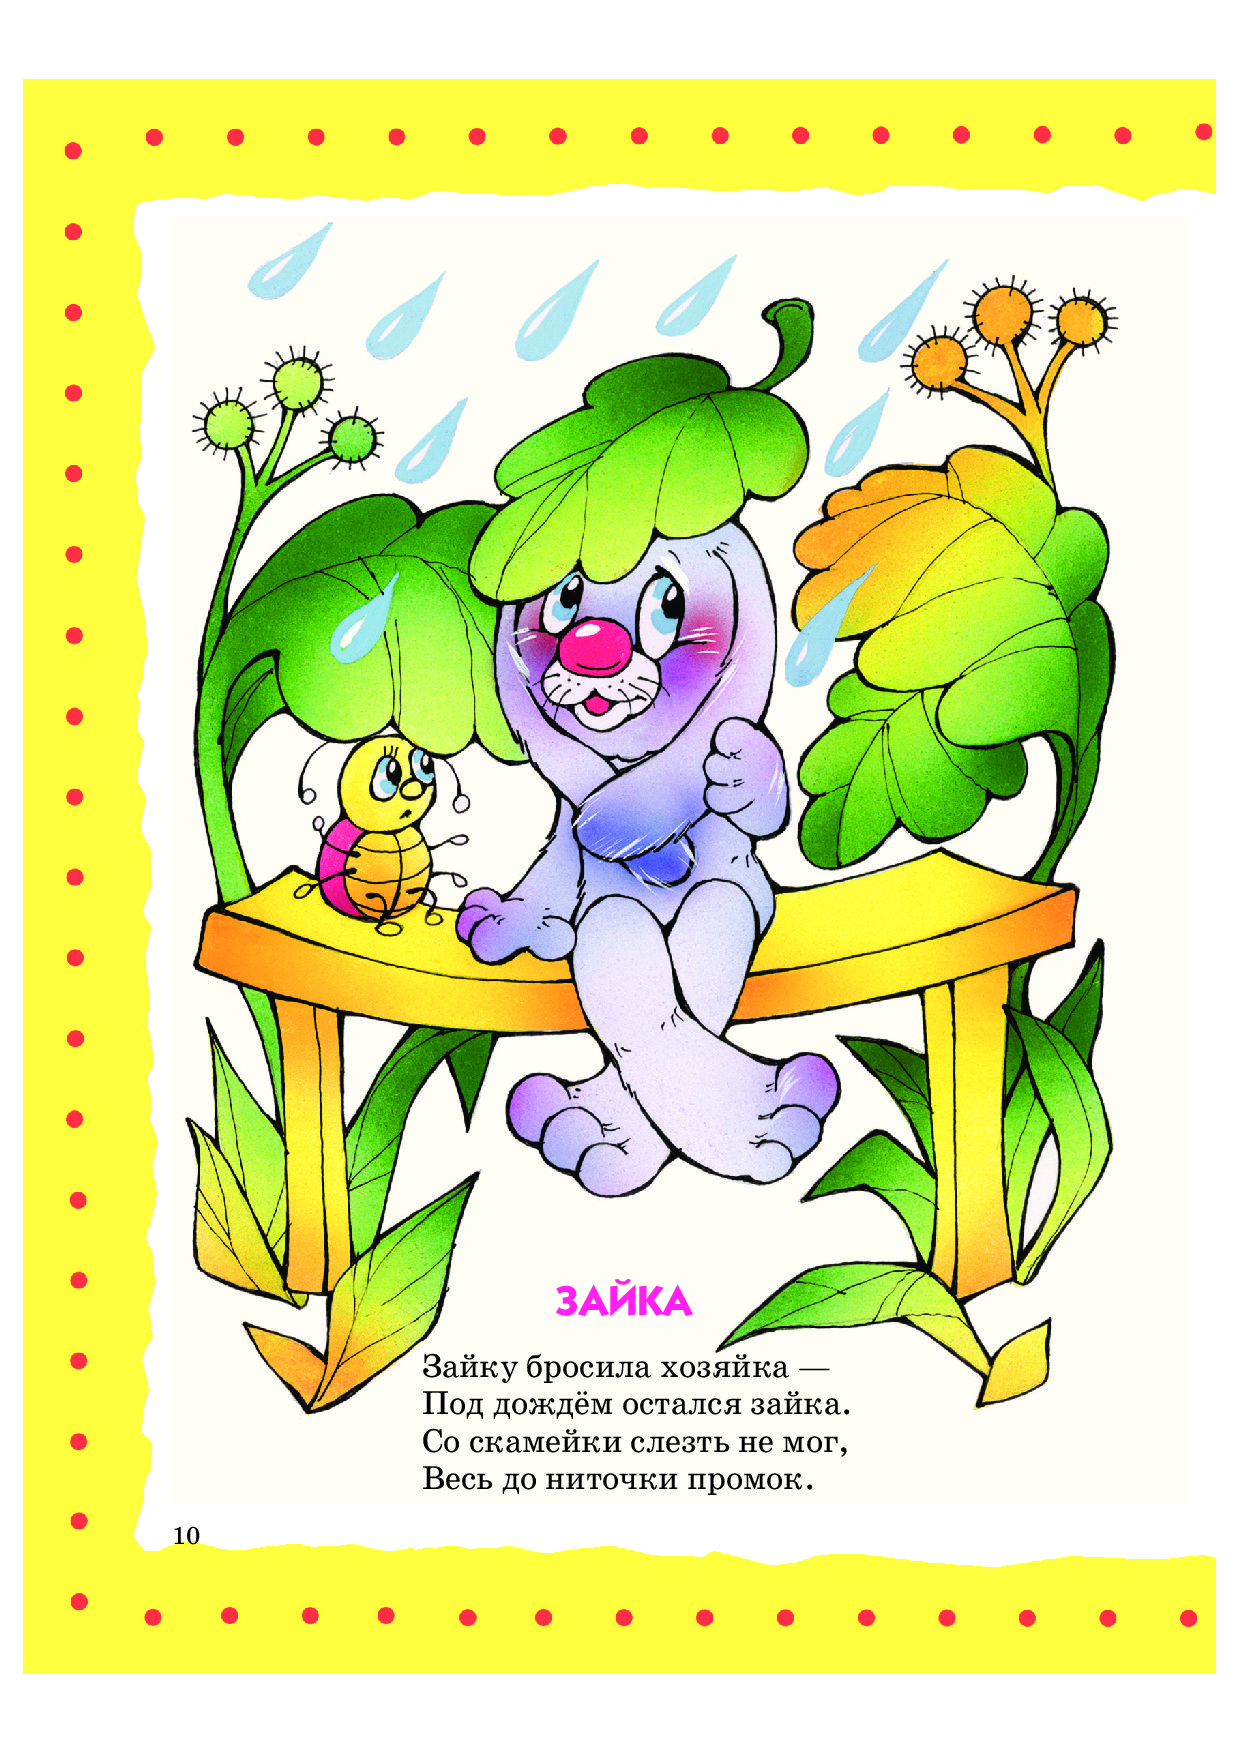 ЗАЙКА
Зайку бросила хозяйка —
Под дождём остался зайка.
Со скамейки слезть не мог,
Весь до ниточки промок.
10